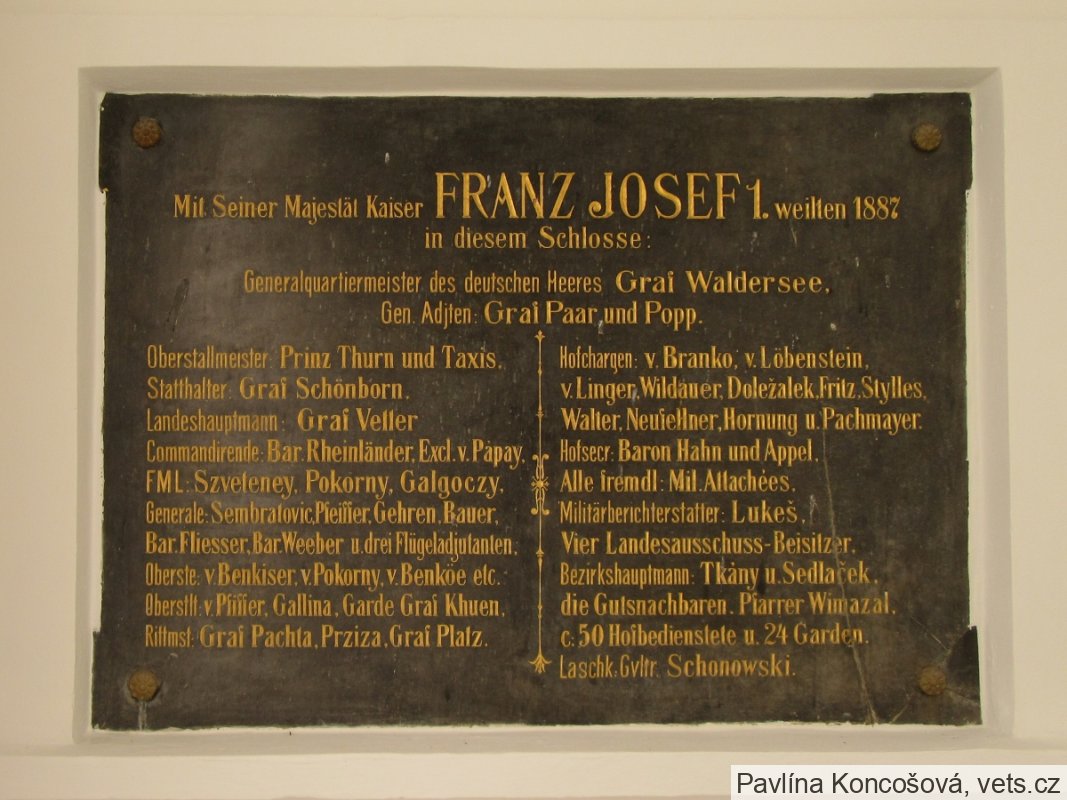 Mit Seiner Majestät Kaiser FRANZ JOSEF 1. weilten 1887
in diesem Schlosse:
Generalquartiermeister des deutschen Heeres Graf Waldersee,
Gen. Adjten: Graf Paar und Popp.
Oberstallmeister: Prinz Thurn und Taxis,
Statthalter: Graf Schönborn,
Landeshauptmann: Graf Vetter
Commandirende: Bar. Rheinländer, Excl. v. Papay,
FML: Szveteney, Pokorny, Galgoczy,
Generale: Sembratovic, Pfeiffer, Gehren, Bauer,
Bar. Fliesser, Bar. Weeber u. drei Flügeladjutanten,
Oberste: v. Benkiser, v. Pokorny, v. Benköe etc.
Oberstlt: v. Pfiffer, Gallina, Garde Graf Khuen,
Rittmst: Graf Pachta, Prziza, Graf Platz.
Hofchargen: v. Branko, v. Löbenstein,
v. Linger, Wildauer, Doležalek, Fritz, Stylles,
Walter, Neufellner, Hornung u. Pachmayer.
Hofsecr: Baron Hahn und Appel,
Alle fremdl: Mil. Attachées.
Militärberichterstatter: Lukeš,
Vier Landesausschuss-Beisitzer,
Bezirkshauptmann: Tkány u. Sedlaček,
die Gutsnachbaren. Pfarrer Wimazal,
c: 50 Hofbedienstete u. 24 Garden.
Laschk: Gvltr. Schonowski.
Pavlína Koncošová, vets.cz